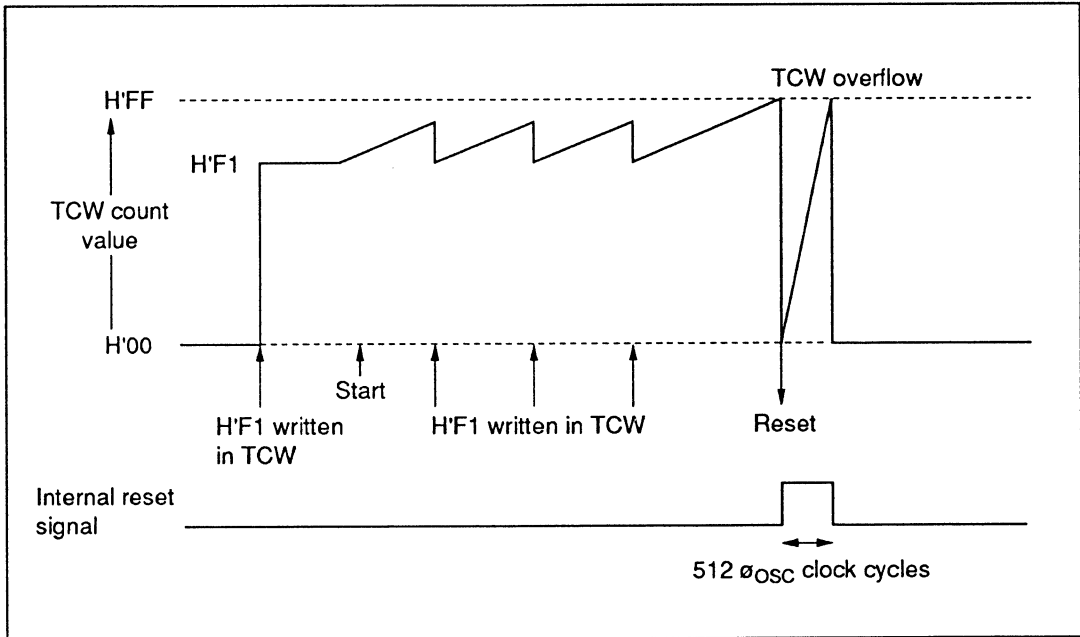 TCW overflow
H'FF
H'F1
TCW count
value
H'00
Start
H'F1 written
in TCW
H'F1 written in TCW
Reset
Internal reset
signal
512 øOSC clock cycles